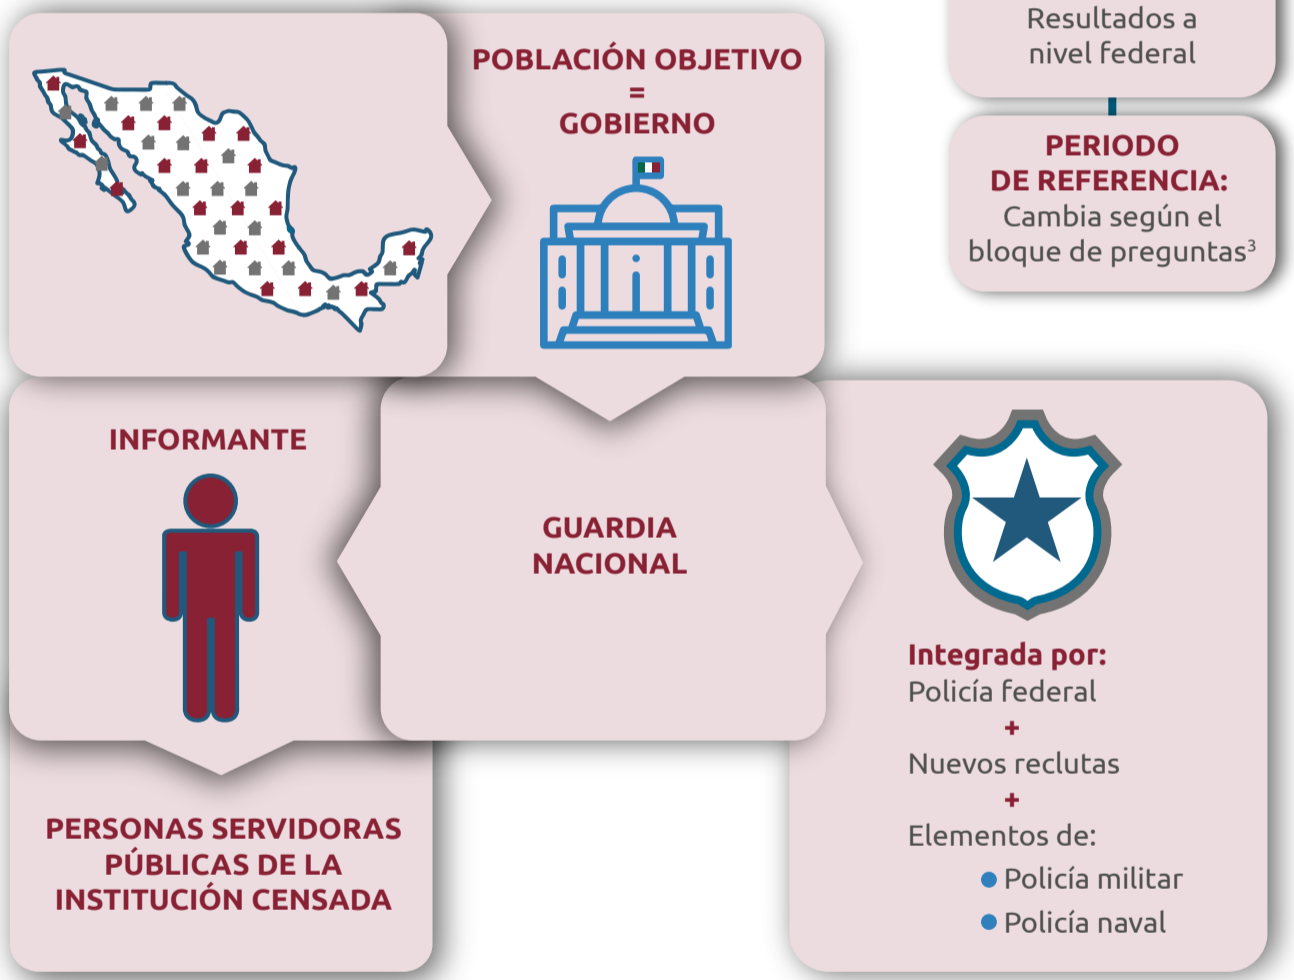 POBLACIÓN OBJETIVO
=
GOBIERNO
Resultados a
nivel federal
PERIODO
DE REFERENCIA:
Cambia según el
bloque de preguntas³
INFORMANTE
GUARDIA
NACIONAL
Integrada por:
Policía federal
+
Nuevos reclutas
+
Elementos de:
● Policía militar
● Policía naval
PERSONAS SERVIDORAS
PÚBLICAS DE LA
INSTITUCIÓN CENSADA